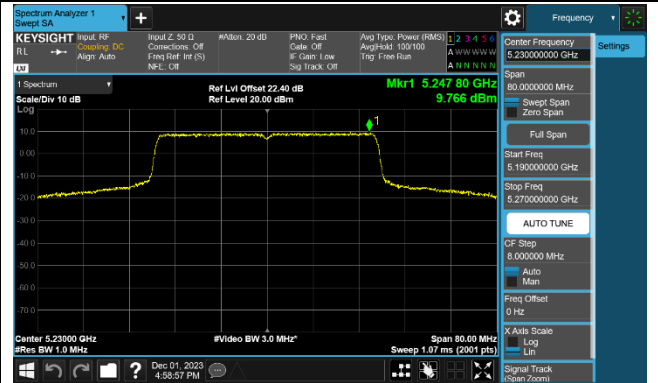 Spectrum Analyzer 1
Swept SA
Frequency
KEYSIGHT
RL
LXI
Input: RF
Coupling: DC
Align: Auto
Input Z: 50 Ω
Corrections: Off
Freq Ref: Int (S)
NFE: Off
#Atten: 20 dB
PNO: Fast
Gate: Off
IF Gain: Low
Sig Track: Off
Avg Type: Power (RMS)
Avg|Hold: 100/100
Trig: Free Run
1 2 3 4 5 6
A W W W W W
A N N N N N
1 Spectrum
Scale/Div 10 dB
Log
Ref Lvl Offset 22.40 dB
Ref Level 20.00 dBm
Mkr1 5.247 80 GHz
9.766 dBm
1
10.0
0.00
-10.0
-20.0
-30.0
-40.0
-50.0
-60.0
-70.0
Center 5.23000 GHz
#Res BW 1.0 MHz
#Video BW 3.0 MHz*
Span 80.00 MHz
Sweep 1.07 ms (2001 pts)
Dec 01, 2023
4:58:57 PM
?
Center Frequency
5.230000000 GHz
Settings
Span
80.0000000 MHz
Swept Span
Zero Span
Full Span
Start Freq
5.190000000 GHz
Stop Freq
5.270000000 GHz
AUTO TUNE
CF Step
8.000000 MHz
Auto
Man
Freq Offset
0 Hz
X Axis Scale
Log
Lin
Signal Track
(Span Zoom)